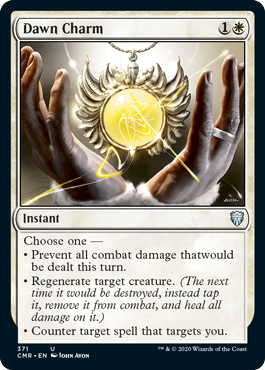 Dawn Charm 1
Instant
Choose one —
• Prevent all combat damage thatwould
be dealt this turn.
• Regenerate target creature. (The next
time it would be destroyed, instead tap
it, remove it from combat, and heal all
damage on it.)
• Counter target spell that targets you.
371 U
CMR • EN John Avon
™ & © 2020 Wizards of the Coast